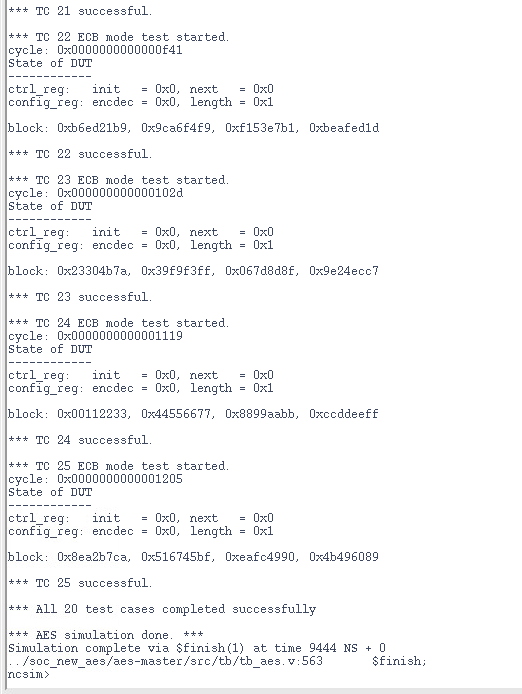 *** TC 21 successful.
*** TC 22 ECB mode test started.
cycle: 0x0000000000000f41
State of DUT
------------
ctrl_reg:   init   = 0x0, next   = 0x0
config_reg: encdec = 0x0, length = 0x1
block: 0xb6ed21b9, 0x9ca6f4f9, 0xf153e7b1, 0xbeafed1d
*** TC 22 successful.
*** TC 23 ECB mode test started.
cycle: 0x000000000000102d
State of DUT
------------
ctrl_reg:   init   = 0x0, next   = 0x0
config_reg: encdec = 0x0, length = 0x1
block: 0x23304b7a, 0x39f9f3ff, 0x067d8d8f, 0x9e24ecc7
*** TC 23 successful.
*** TC 24 ECB mode test started.
cycle: 0x0000000000001119
State of DUT
------------
ctrl_reg:   init   = 0x0, next   = 0x0
config_reg: encdec = 0x0, length = 0x1
block: 0x00112233, 0x44556677, 0x8899aabb, 0xccddeeff
*** TC 24 successful.
*** TC 25 ECB mode test started.
cycle: 0x0000000000001205
State of DUT
------------
ctrl_reg:   init   = 0x0, next   = 0x0
config_reg: encdec = 0x0, length = 0x1
block: 0x8ea2b7ca, 0x516745bf, 0xeafc4990, 0x4b496089
*** TC 25 successful.
*** All 20 test cases completed successfully
*** AES simulation done. ***
Simulation complete via $finish(1) at time 9444 NS + 0
../soc_new_aes/aes-master/src/tb/tb_aes.v:563       $finish;
ncsim>